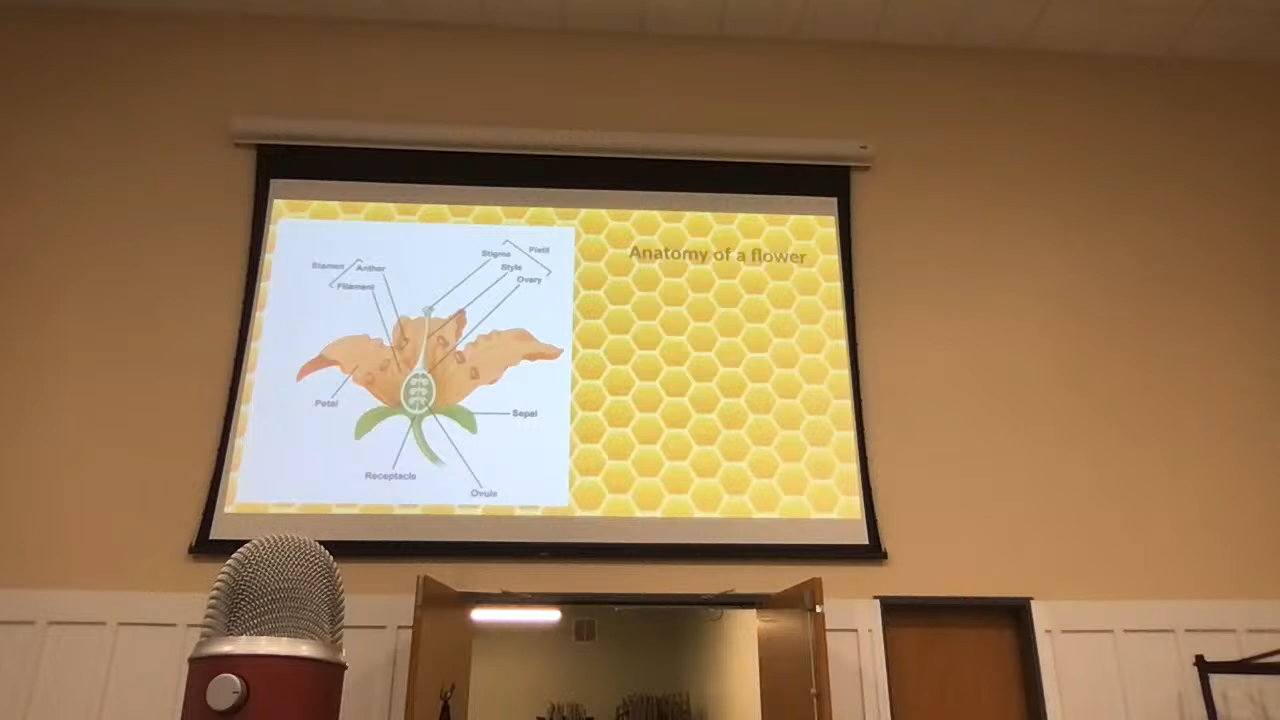 Anatomy of a flower
Pistil
Stigma
Style
Ovary
Stamen
Anther
Filament
Petal
Sepal
Receptacle
Ovule